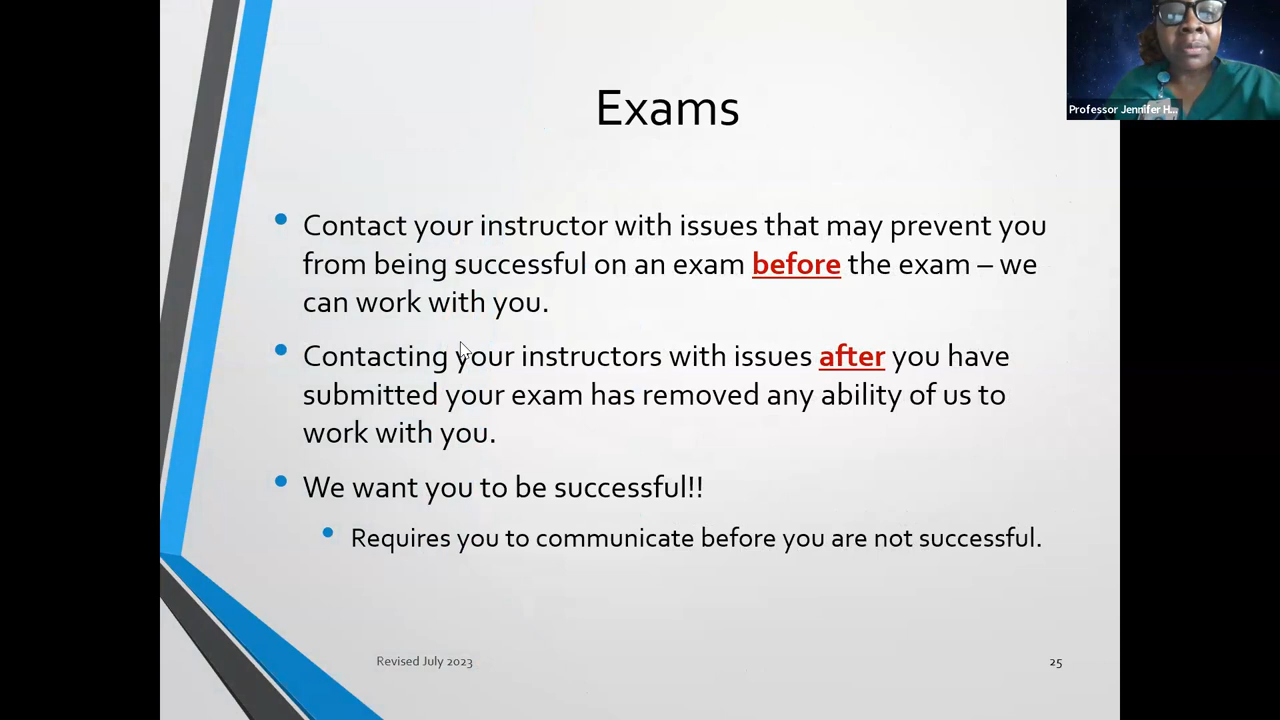 Professor Jennifer H...
Exams
Contact your instructor with issues that may prevent you
from being successful on an exam before the exam – we
can work with you.
Contacting your instructors with issues after you have
submitted your exam has removed any ability of us to
work with you.
We want you to be successful!!
Requires you to communicate before you are not successful.
Revised July 2023
25